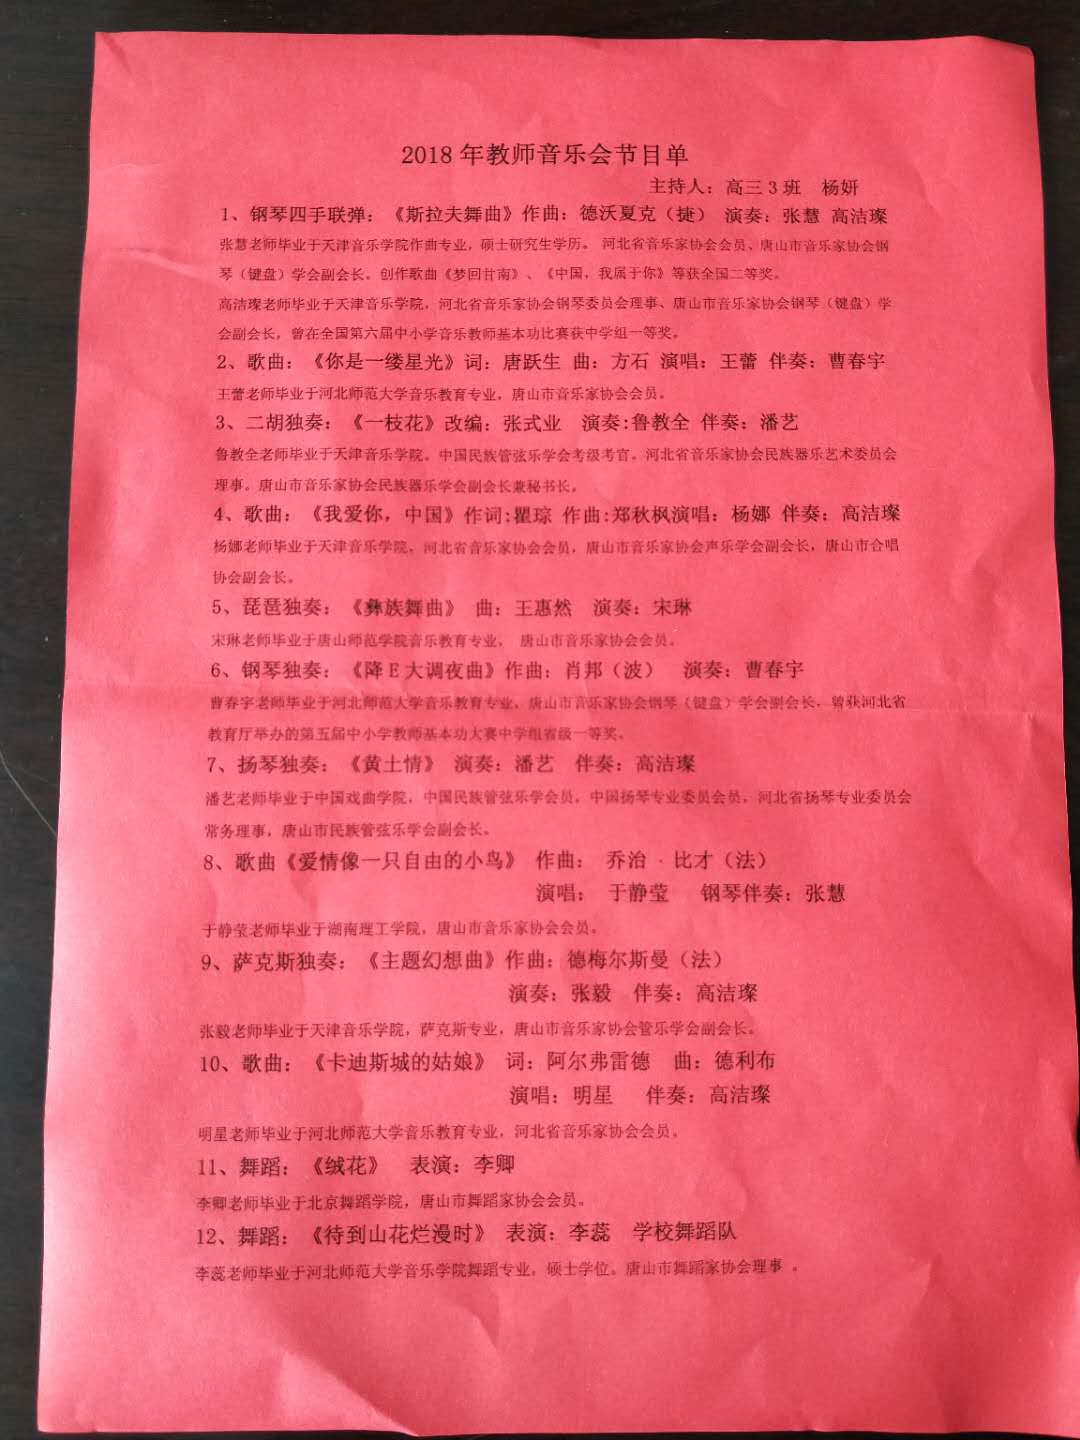 2018 年教师音乐会节目单
主持人：高三 3 班　杨妍
1、钢琴四手联弹：《斯拉夫舞曲》作曲：德沃夏克（捷） 演奏：张慧 高洁璨
张慧老师毕业于天津音乐学院作曲专业，硕士研究生学历。 河北省音乐家协会会员、唐山市音乐家协会钢
琴（键盘）学会副会长。创作歌曲《梦回甘南》、《中国，我属于你》等获全国二等奖。
高洁璨老师毕业于天津音乐学院，河北省音乐家协会钢琴委员会理事、唐山市音乐家协会钢琴（键盘）学
会副会长，曾在全国第六届中小学音乐教师基本功比赛获中学组一等奖。
2、歌曲：《你是一缕星光》词：唐跃生 曲：方石 演唱：王蕾 伴奏：曹春宇
王蕾老师毕业于河北师范大学音乐教育专业，唐山市音乐家协会会员。
3、二胡独奏：《一枝花》改编：张式业　演奏:鲁教全 伴奏：潘艺
鲁教全老师毕业于天津音乐学院。中国民族管弦乐学会考级考官。河北省音乐家协会民族器乐艺术委员会
理事。唐山市音乐家协会民族器乐学会副会长兼秘书长。
4、歌曲：《我爱你，中国》作词:瞿琮 作曲:郑秋枫演唱：杨娜 伴奏：高洁璨
杨娜老师毕业于天津音乐学院，河北省音乐家协会会员，唐山市音乐家协会声乐学会副会长，唐山市合唱
协会副会长。
5、琵琶独奏：《彝族舞曲》 曲：王惠然　演奏：宋琳
宋琳老师毕业于唐山师范学院音乐教育专业， 唐山市音乐家协会会员。
6、钢琴独奏：《降 E 大调夜曲》作曲：肖邦（波）　演奏：曹春宇
曹春宇老师毕业于河北师范大学音乐教育专业，唐山市音乐家协会钢琴（键盘）学会副会长，曾获河北省
教育厅举办的第五届中小学教师基本功大赛中学组省级一等奖。
7、扬琴独奏：《黄土情》 演奏：潘艺　伴奏：高洁璨
潘艺老师毕业于中国戏曲学院，中国民族管弦乐学会员，中国扬琴专业委员会员，河北省扬琴专业委员会
常务理事，唐山市民族管弦乐学会副会长。
8、歌曲《爱情像一只自由的小鸟》 作曲： 乔治 · 比才（法）
演唱： 于静莹　 钢琴伴奏：张慧
于静莹老师毕业于湖南理工学院，唐山市音乐家协会会员。
9、萨克斯独奏：《主题幻想曲》作曲：德梅尔斯曼（法）
演奏：张毅　伴奏：高洁璨
张毅老师毕业于天津音乐学院，萨克斯专业，唐山市音乐家协会管乐学会副会长。
10、歌曲：《卡迪斯城的姑娘》 词：阿尔弗雷德　曲：德利布
演唱：明星　 伴奏：高洁璨
明星老师毕业于河北师范大学音乐教育专业，河北省音乐家协会会员。
11、舞蹈：《绒花》　表演：李卿
李卿老师毕业于北京舞蹈学院，唐山市舞蹈家协会会员。
12、舞蹈：《待到山花烂漫时》 表演：李蕊　学校舞蹈队
李蕊老师毕业于河北师范大学音乐学院舞蹈专业。硕士学位。唐山市舞蹈家协会理事 。